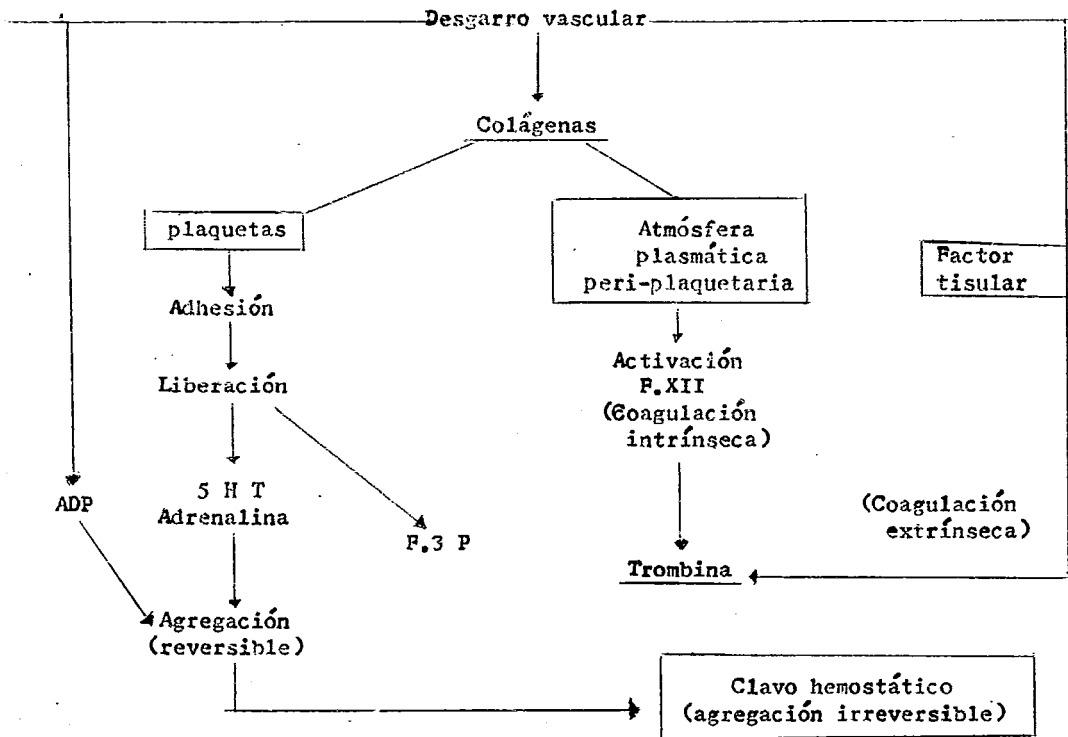 Desgarro vascular
Colágenas
plaquetas
Atmósfera
plasmática
peri-plaquetaria
Factor
tisular
Adhesión
Activación
F.XII
(Coagulación
intrínseca)
Liberación
ADP
5 H T
Adrenalina
F.3 P
(Coagulación
extrínseca)
Trombina
Agregación
(reversible)
Clavo hemostático
(agregación irreversible)